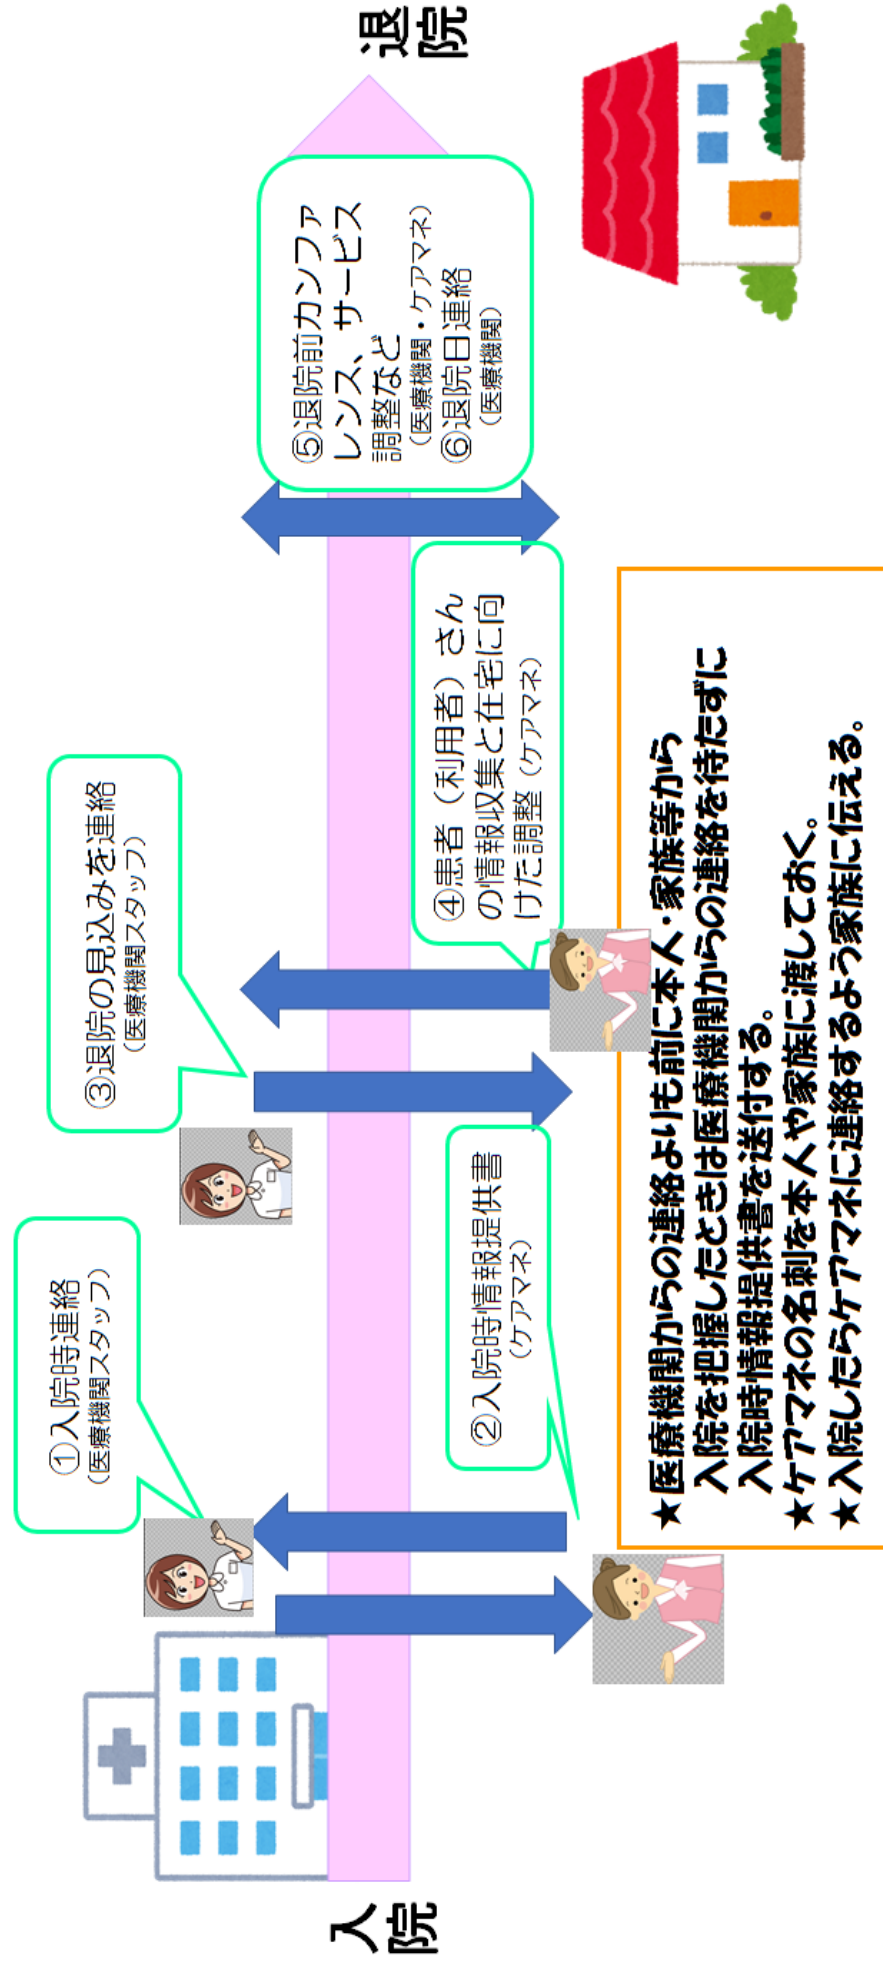 入院
①入院時連絡
（医療機関スタッフ）
②入院時情報提供書
（ケアマネ）
③退院の見込みを連絡
（医療機関スタッフ）
④患者（利用者）さん
の情報収集と在宅に向
けた調整（ケアマネ）
⑤退院前カンファ
レンス、サービス
調整など
（医療機関・ケアマネ）
⑥退院日連絡
（医療機関）
退院
★医療機関からの連絡よりも前に本人・家族等から
入院を把握したときは医療機関からの連絡を待たずに
入院時情報提供書を送付する。
★ケアマネの名刺を本人や家族に渡しておく。
★入院したらケアマネに連絡するよう家族に伝える。